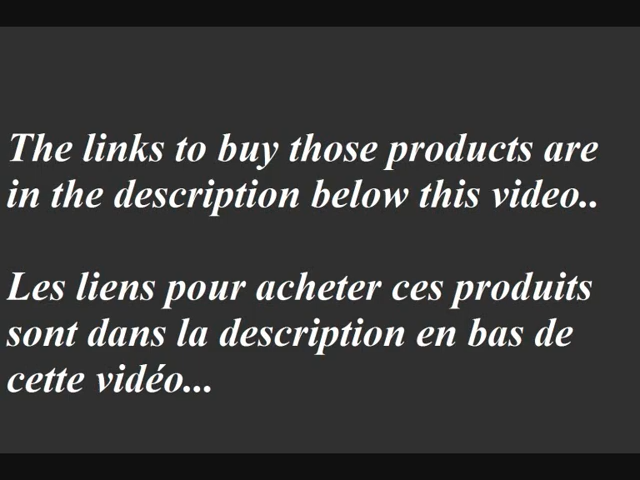 The links to buy those products are
in the description below this video..
Les liens pour acheter ces produits
sont dans la description en bas de
cette vidéo...